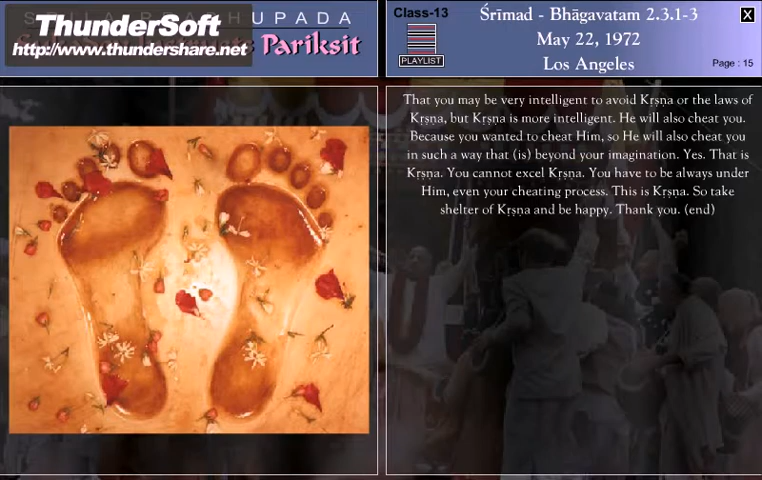 SRILA PRABHUPADA
ThunderSoft
http://www.thundershare.net
Pariksit
Class-13
PLAYLIST
Śrīmad - Bhāgavatam 2.3.1-3
May 22, 1972
Los Angeles
X
Page : 15
That you may be very intelligent to avoid Kṛṣṇa or the laws of
Kṛṣṇa, but Kṛṣṇa is more intelligent. He will also cheat you.
Because you wanted to cheat Him, so He will also cheat you
in such a way that (is) beyond your imagination. Yes. That is
Kṛṣṇa. You cannot excel Kṛṣṇa. You have to be always under
Him, even your cheating process. This is Kṛṣṇa. So take
shelter of Kṛṣṇa and be happy. Thank you. (end)